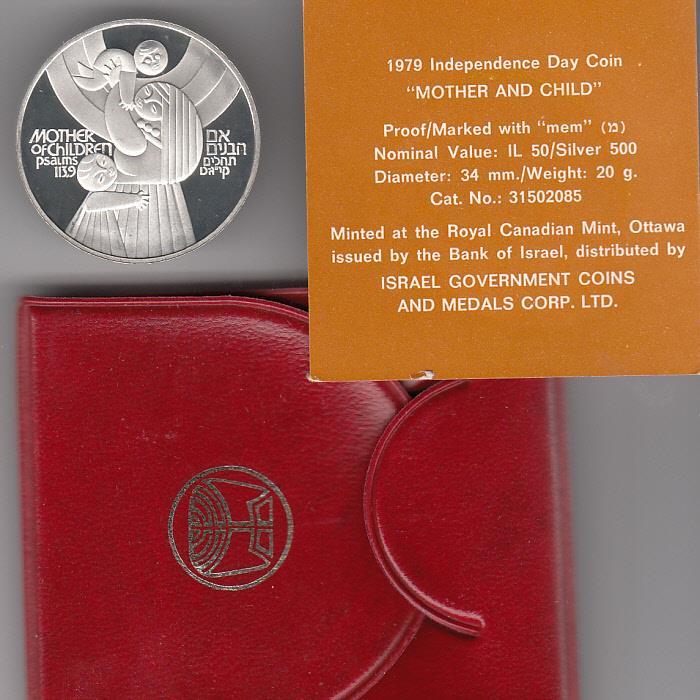 MOTHER
OF CHILDREN
psalms
113.9
אם
הבנים
תהלים
קי״ג ט
1979 Independence Day Coin
“MOTHER AND CHILD”
Proof/Marked with “mem” (מ)
Nominal Value: IL 50/Silver 500
Diameter: 34 mm./Weight: 20 g.
Cat. No.: 31502085
Minted at the Royal Canadian Mint, Ottawa
issued by the Bank of Israel, distributed by
ISRAEL GOVERNMENT COINS
AND MEDALS CORP. LTD.